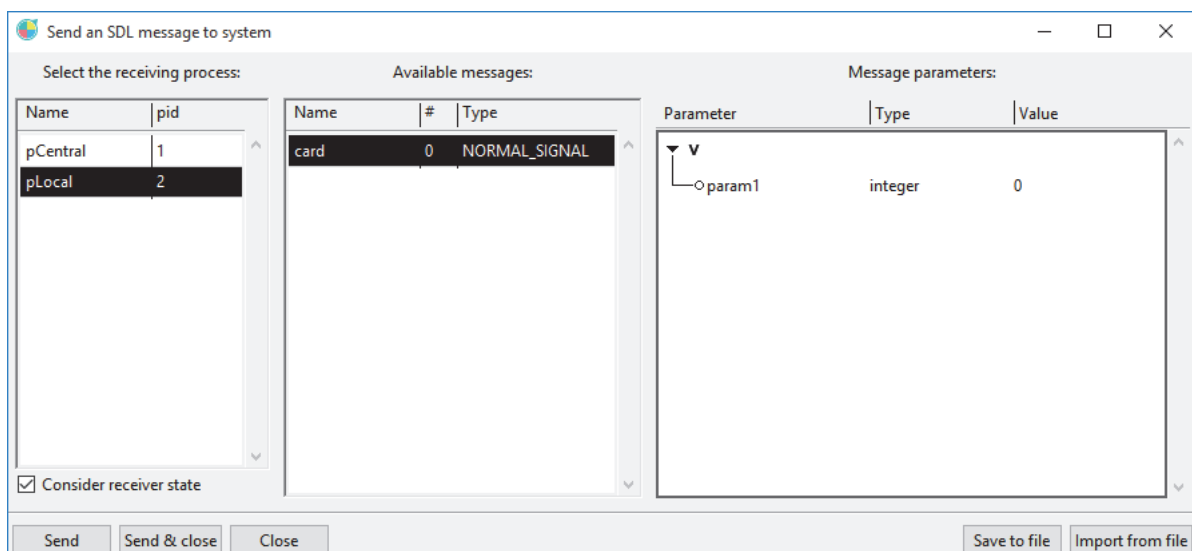 Send an SDL message to system
Select the receiving process: Available messages: Message parameters:
Name pid Name # Type Parameter Type Value
pCentral 1 card 0 NORMAL_SIGNAL v
pLocal 2 param1 integer 0
Consider receiver state
Send Send & close Close Save to file Import from file